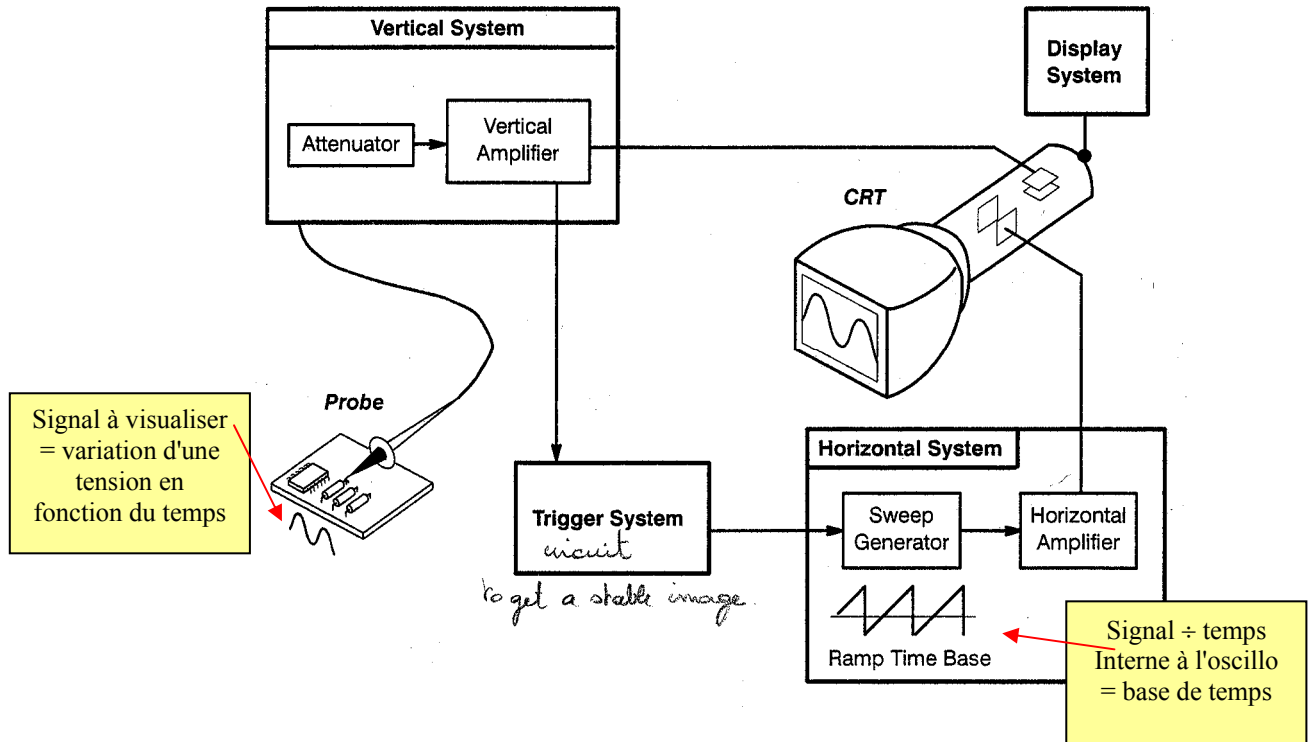 Vertical System
Attenuator
Vertical
Amplifier
Display
System
CRT
Probe
Signal à visualiser
= variation d'une
tension en
fonction du temps
Trigger System
circuit
to get a stable image.
Horizontal System
Sweep
Generator
Horizontal
Amplifier
Ramp Time Base
Signal ÷ temps
Interne à l'oscillo
= base de temps